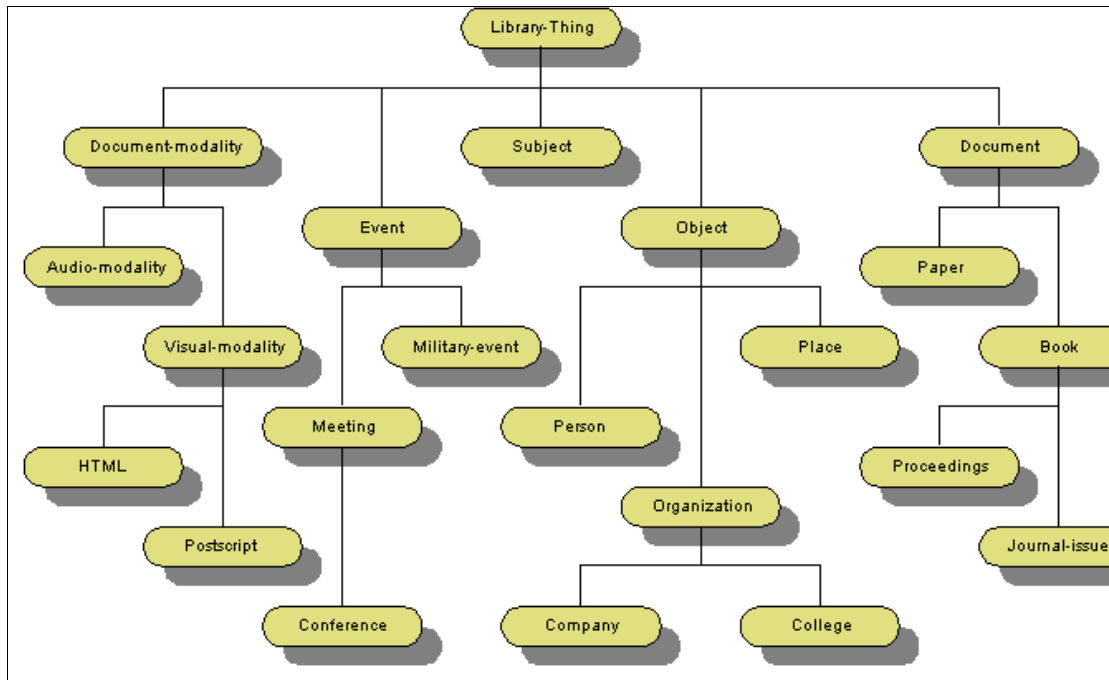 Library-Thing
Document-modality
Subject
Document
Event
Object
Audio-modality
Paper
Visual-modality
Military-event
Place
Book
Meeting
Person
HTML
Proceedings
Organization
Postscript
Journal-issue
Conference
Company
College